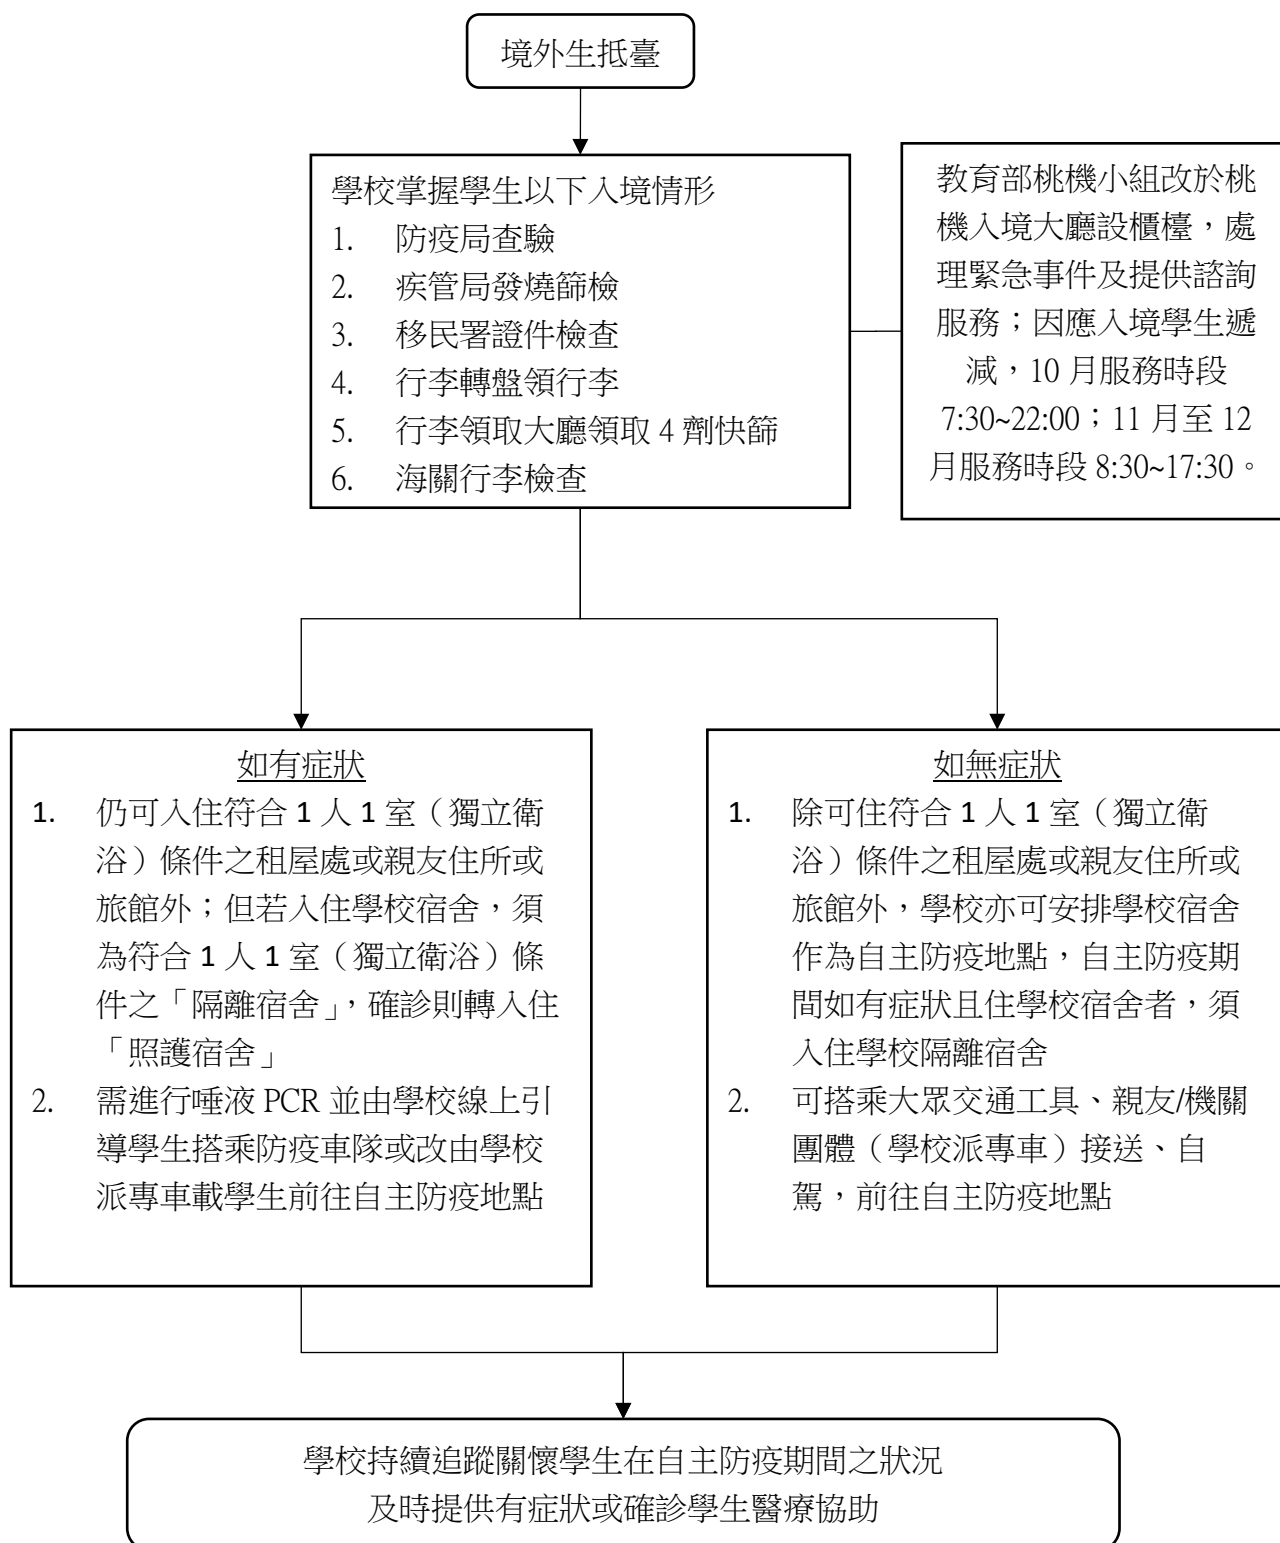 境外生抵臺
學校掌握學生以下入境情形
1. 防疫局查驗
2. 疾管局發燒篩檢
3. 移民署證件檢查
4. 行李轉盤領行李
5. 行李領取大廳領取 4 劑快篩
6. 海關行李檢查
教育部桃機小組改於桃
機入境大廳設櫃檯，處
理緊急事件及提供諮詢
服務；因應入境學生遞
減，10 月服務時段
7:30~22:00；11 月至 12
月服務時段 8:30~17:30。
如有症狀
1. 仍可入住符合 1 人 1 室（獨立衛
浴）條件之租屋處或親友住所或
旅館外；但若入住學校宿舍，須
為符合 1 人 1 室（獨立衛浴）條
件之「隔離宿舍」，確診則轉入住
「照護宿舍」
2. 需進行唾液 PCR 並由學校線上引
導學生搭乘防疫車隊或改由學校
派專車載學生前往自主防疫地點
如無症狀
1. 除可住符合 1 人 1 室（獨立衛
浴）條件之租屋處或親友住所或
旅館外，學校亦可安排學校宿舍
作為自主防疫地點，自主防疫期
間如有症狀且住學校宿舍者，須
入住學校隔離宿舍
2. 可搭乘大眾交通工具、親友/機關
團體（學校派專車）接送、自
駕，前往自主防疫地點
學校持續追蹤關懷學生在自主防疫期間之狀況
及時提供有症狀或確診學生醫療協助